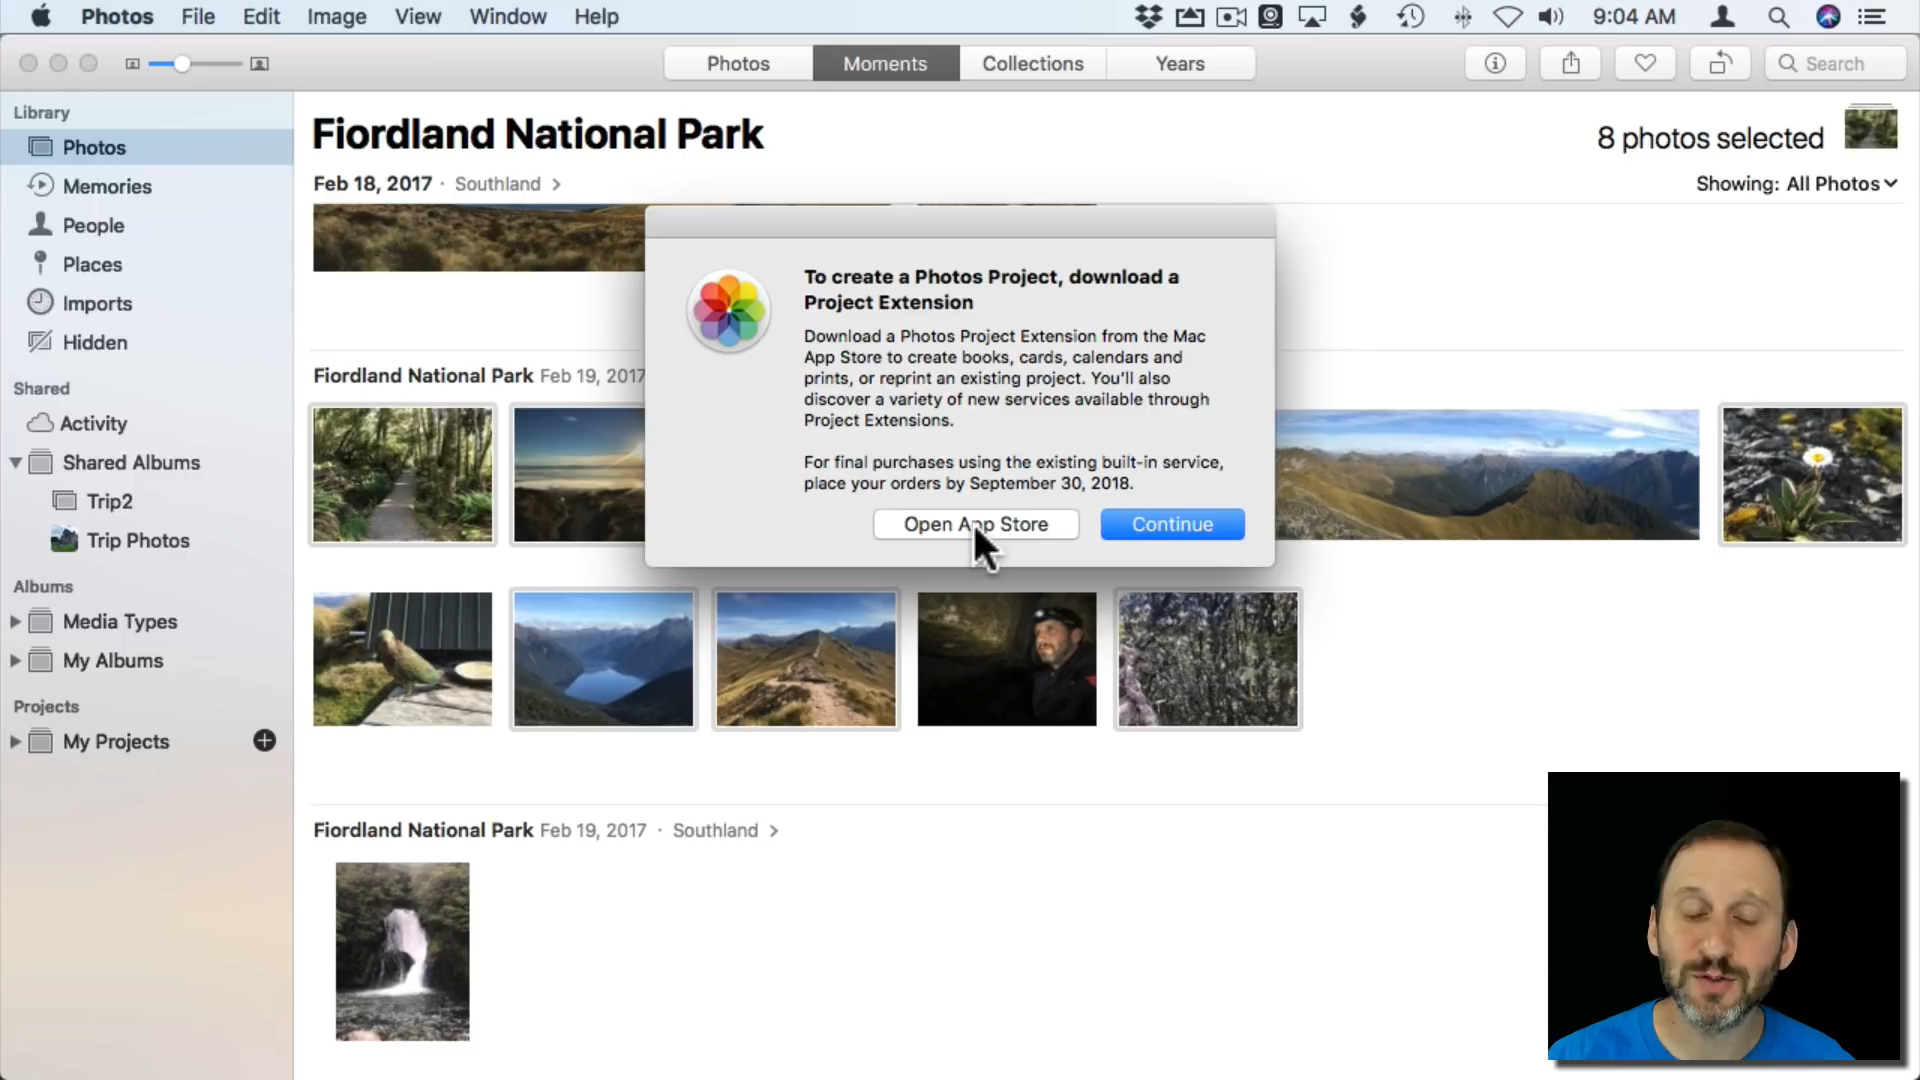 Photos File Edit Image View Window Help 9:04 AM
Photos Moments Collections Years Search
Library
Photos
Memories
People
Places
Imports
Hidden
Shared
Activity
Shared Albums
Trip2
Trip Photos
Albums
Media Types
My Albums
Projects
My Projects
Fiordland National Park
8 photos selected
Feb 18, 2017 · Southland >
Showing: All Photos
To create a Photos Project, download a
Project Extension
Download a Photos Project Extension from the Mac
App Store to create books, cards, calendars and
prints, or reprint an existing project. You'll also
discover a variety of new services available through
Project Extensions.
For final purchases using the existing built-in service,
place your orders by September 30, 2018.
Open App Store Continue
Fiordland National Park Feb 19, 2017
Fiordland National Park Feb 19, 2017 · Southland >